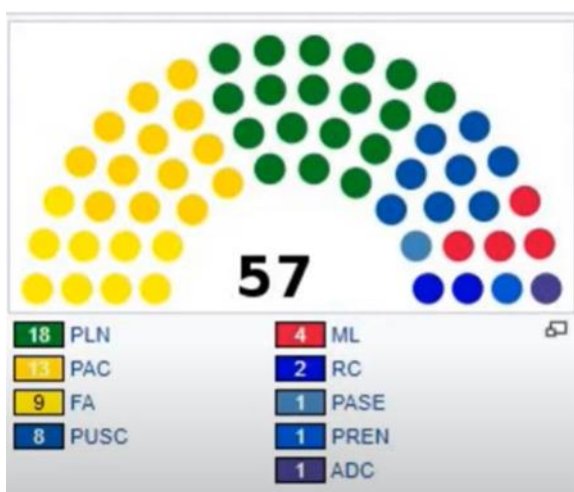 57
18 PLN
13 PAC
9 FA
8 PUSC
4 ML
2 RC
1 PASE
1 PREN
1 ADC